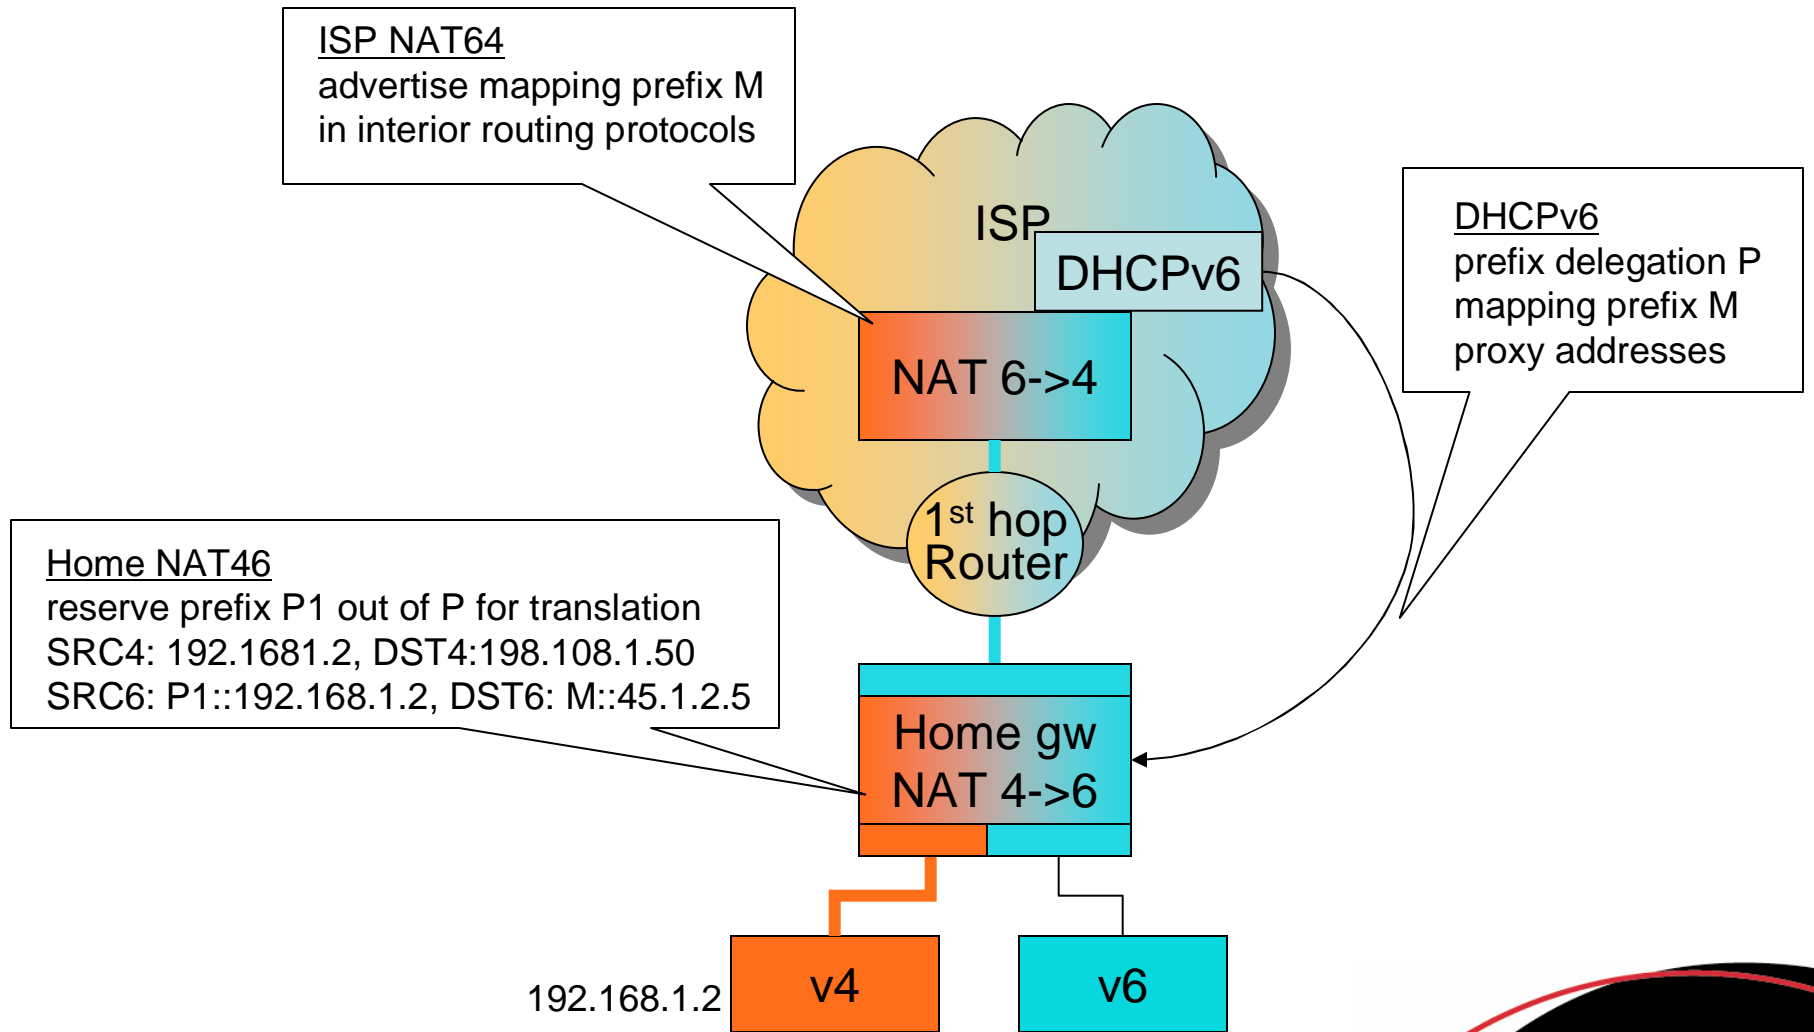 ISP NAT64
advertise mapping prefix M
in interior routing protocols
ISP
DHCPv6
NAT 6->4
DHCPv6
prefix delegation P
mapping prefix M
proxy addresses
1st hop
Router
Home NAT46
reserve prefix P1 out of P for translation
SRC4: 192.1681.2, DST4:198.108.1.50
SRC6: P1::192.168.1.2, DST6: M::45.1.2.5
Home gw
NAT 4->6
192.168.1.2
v4
v6